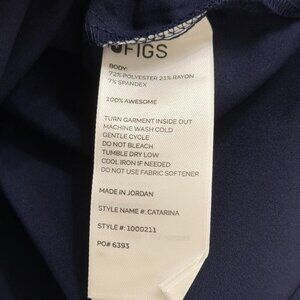 FIGS
BODY:
72% POLYESTER 21% RAYON
7% SPANDEX
100% AWESOME
TURN GARMENT INSIDE OUT
MACHINE WASH COLD
GENTLE CYCLE
DO NOT BLEACH
TUMBLE DRY LOW
COOL IRON IF NEEDED
DO NOT USE FABRIC SOFTENER
MADE IN JORDAN
STYLE NAME #: CATARINA
STYLE #: 1000211
PO# 6393